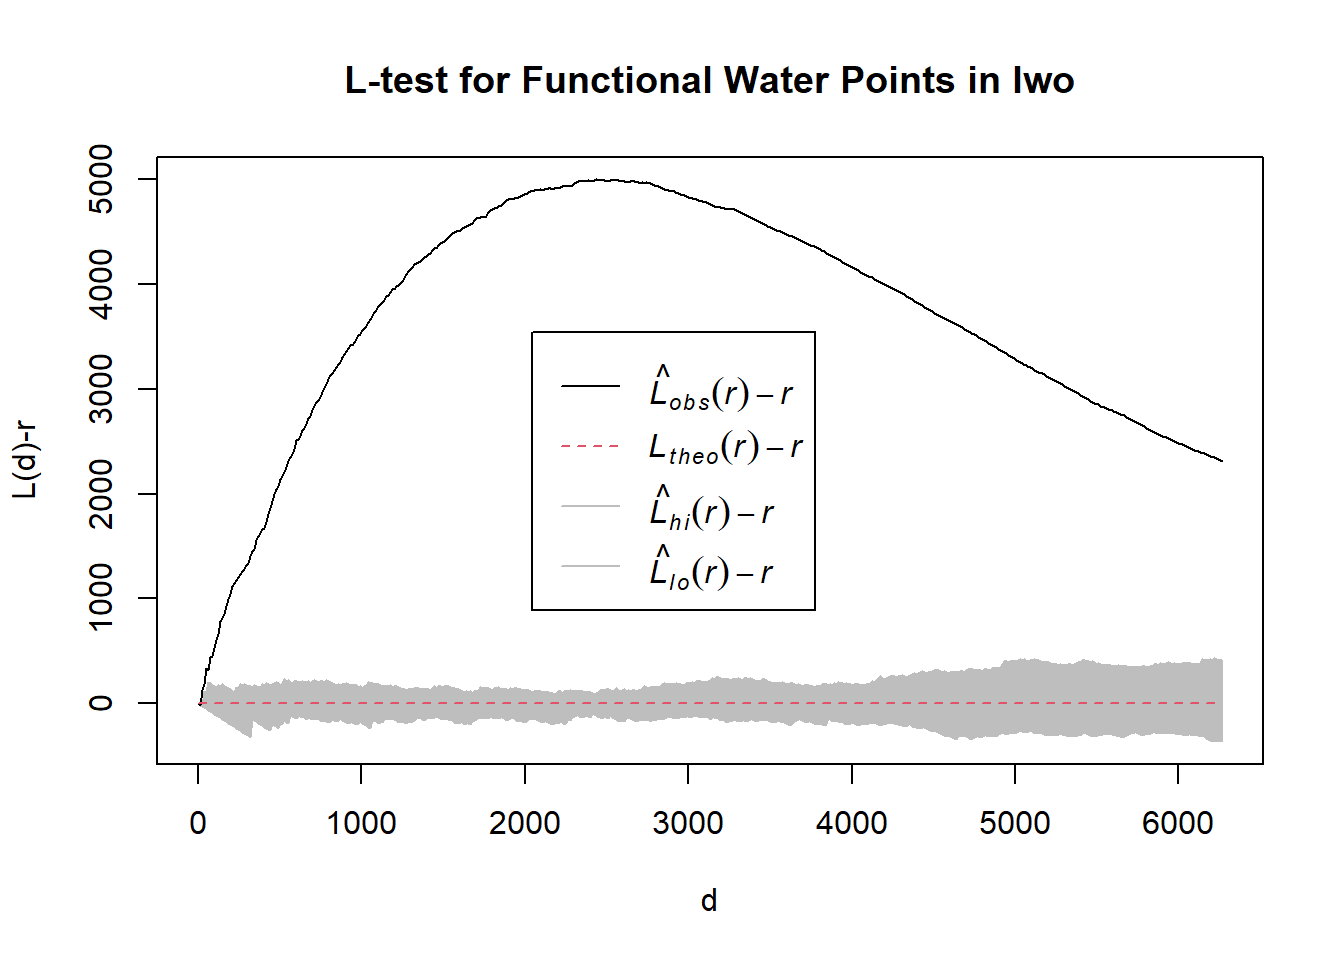 L-test for Functional Water Points in Iwo
L(d)-r
5000
4000
3000
2000
1000
0
L̂obs(r) – r
Ltheo(r) – r
L̂hi(r) – r
L̂lo(r) – r
0 1000 2000 3000 4000 5000 6000
d